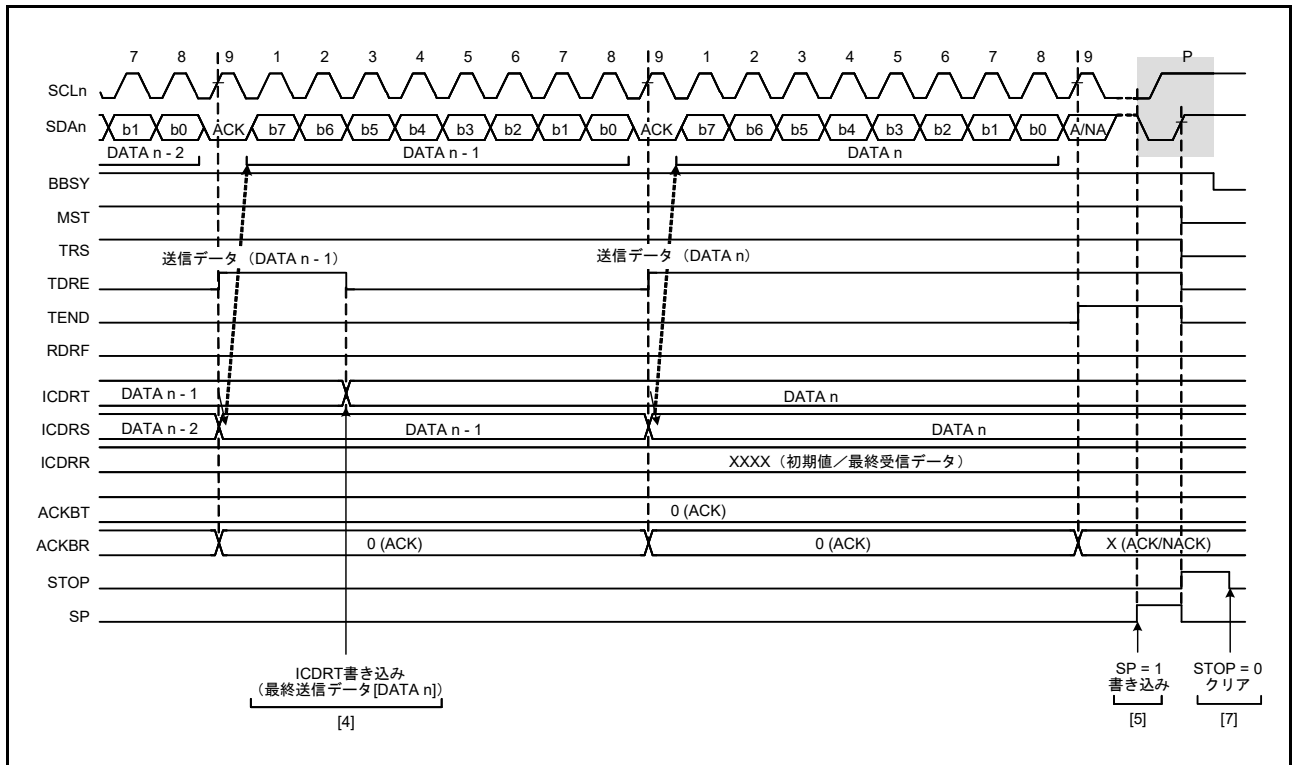 7 8 9 1 2 3 4 5 6 7 8 9 1 2 3 4 5 6 7 8 9 P
SCLn
SDAn b1 b0 ACK b7 b6 b5 b4 b3 b2 b1 b0 ACK b7 b6 b5 b4 b3 b2 b1 b0 A/NA
DATA n - 2 DATA n - 1 DATA n
BBSY
MST
TRS
送信データ（DATA n - 1） 送信データ（DATA n）
TDRE
TEND
RDRF
ICDRT DATA n - 1 DATA n
ICDRS DATA n - 2 DATA n - 1 DATA n
ICDRR XXXX（初期値／最終受信データ）
ACKBT 0 (ACK)
ACKBR 0 (ACK) 0 (ACK) X (ACK/NACK)
STOP
SP
ICDRT書き込み
（最終送信データ[DATA n]）
[4]
SP = 1
書き込み
[5]
STOP = 0
クリア
[7]